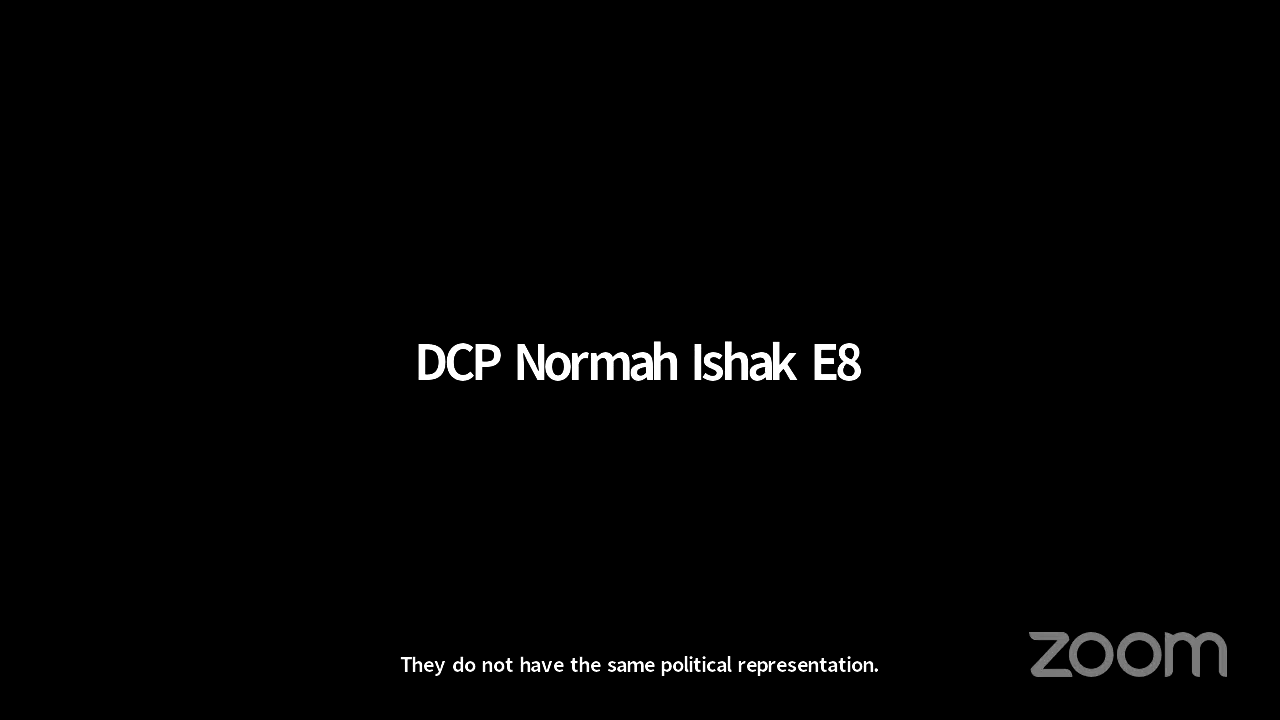 DCP Normah Ishak E8
They do not have the same political representation.
zoom